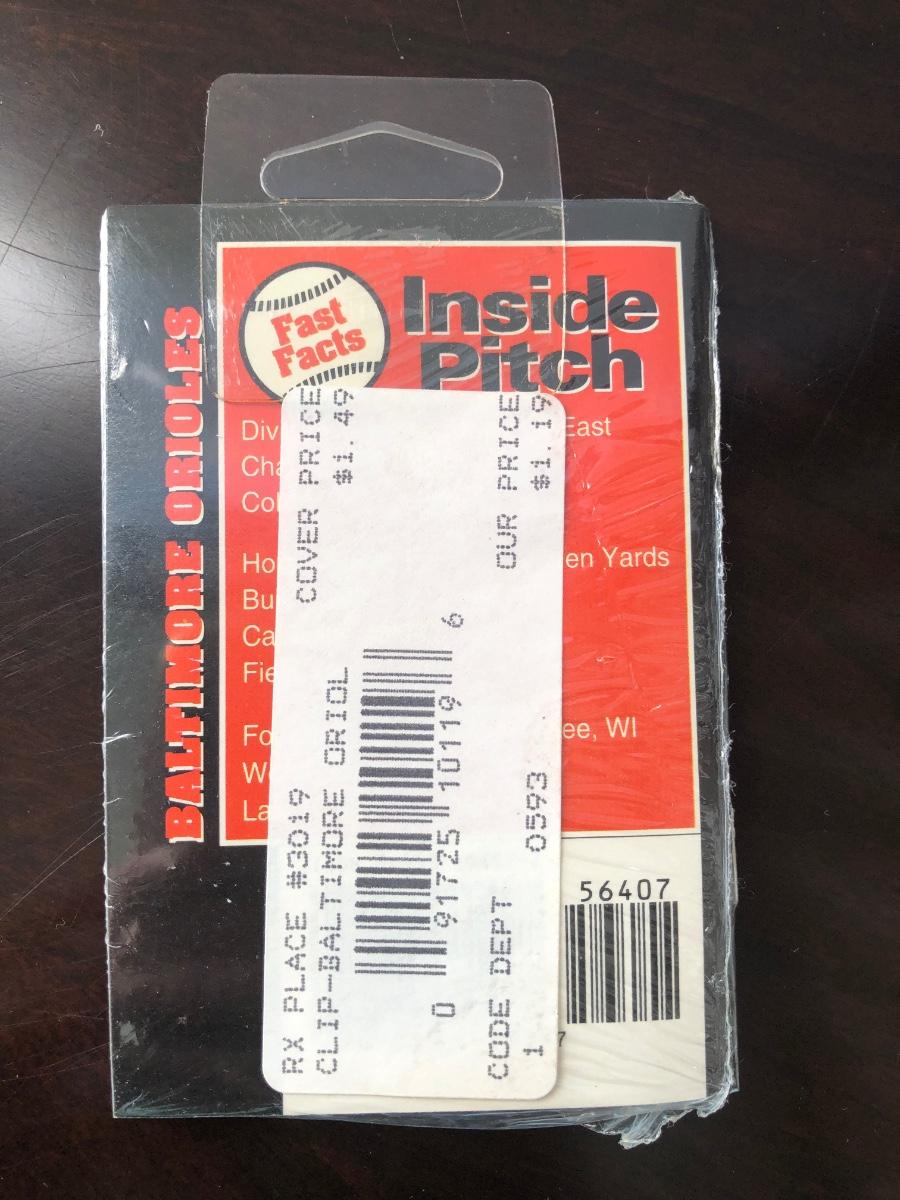 BALTIMORE ORIOLES
Fast
Facts
Inside
Pitch
Div
East
Cha
Col
Ho
en Yards
Bu
Ca
Fie
Fo
ee, WI
We
La
56407
7
RX PLACE #3019
COVER PRICE
CLIP-BALTIMORE ORIOL
$1.49
0 91725 10119 6
CODE DEPT
OUR PRICE
1
0593
$1.19